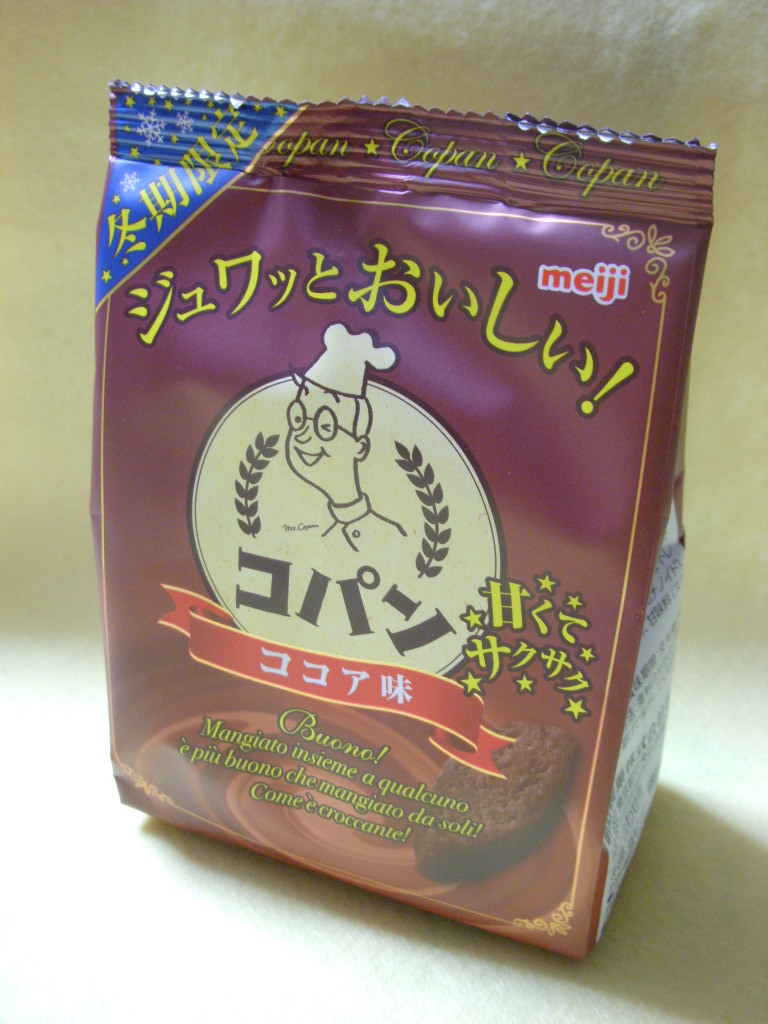 Copan ★ Copan ★ Copan
冬期限定
meiji
ジュワッとおいしい!
Mr.Copan
コパン
甘くて
サクサク
ココア味
Buono!
Mangiato insieme a qualcuno
è più buono che mangiato da soli!
Come è croccante!